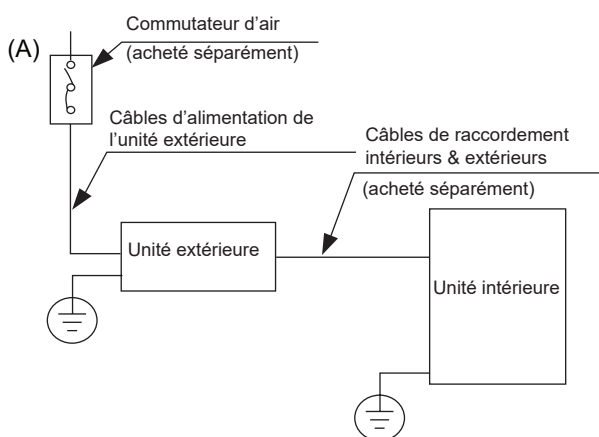 Commutateur d’air
(A)
(acheté séparément)
Câbles d’alimentation de
l’unité extérieure
Câbles de raccordement
intérieurs & extérieurs
(acheté séparément)
Unité extérieure
Unité intérieure